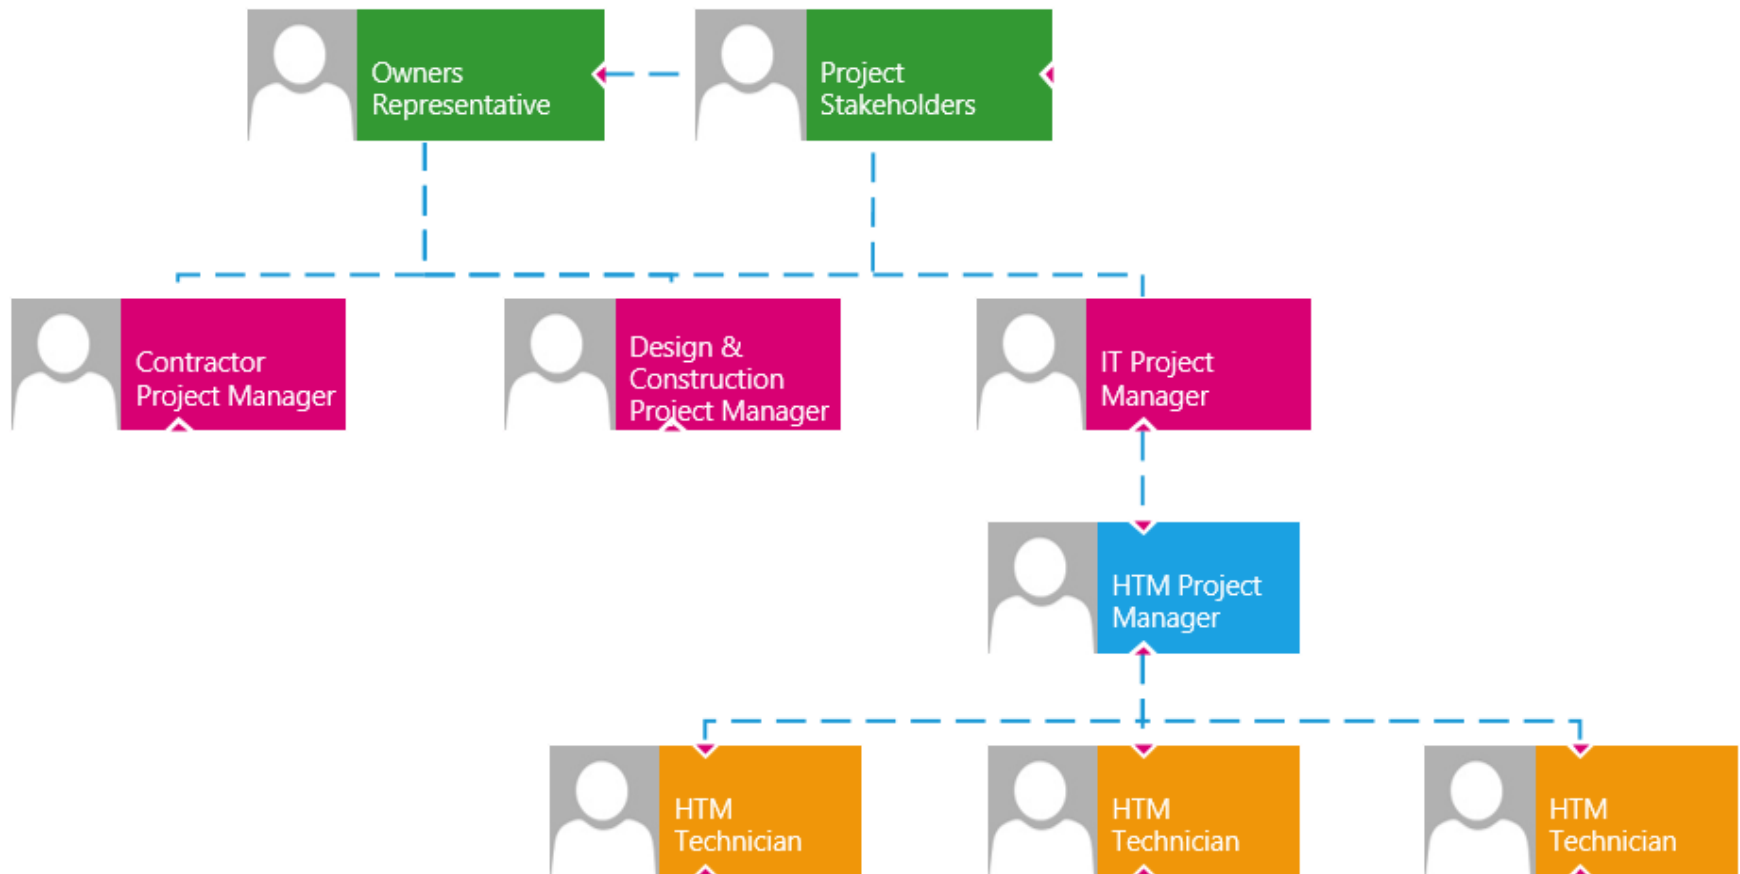 Owners
Representative
Project
Stakeholders
Contractor
Project Manager
Design &
Construction
Project Manager
IT Project
Manager
HTM Project
Manager
HTM
Technician
HTM
Technician
HTM
Technician